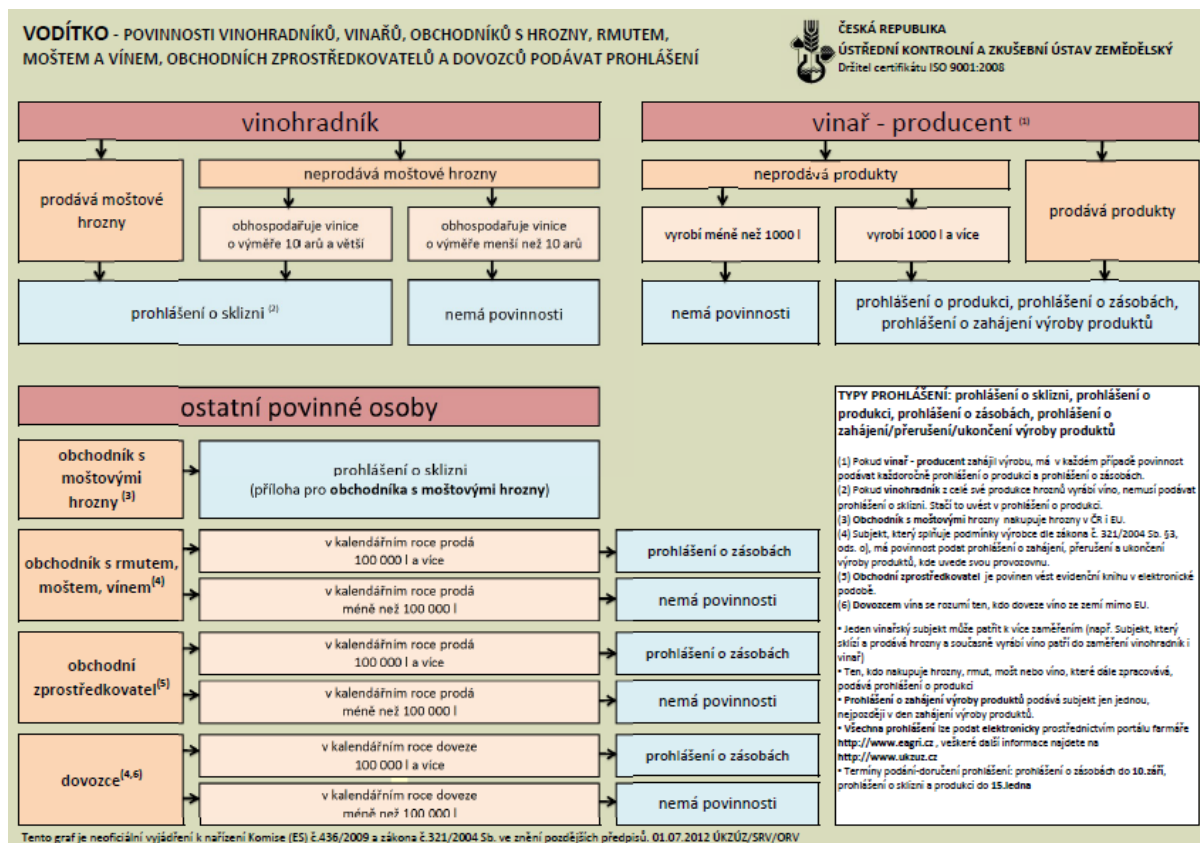 VODÍTKO - POVINNOSTI VINOHRADNÍKŮ, VINAŘŮ, OBCHODNÍKŮ S HROZNY, RMUTEM,
MOŠTEM A VÍNEM, OBCHODNÍCH ZPROSTŘEDKOVATELŮ A DOVOZCŮ PODÁVAT PROHLÁŠENÍ
ČESKÁ REPUBLIKA
ÚSTŘEDNÍ KONTROLNÍ A ZKUŠEBNÍ ÚSTAV ZEMĚDĚLSKÝ
Držitel certifikátu ISO 9001:2008
vinohradník
prodává moštové
hrozny
neprodává moštové hrozny
obhospodařuje vinice
o výměře 10 arů a větší
obhospodařuje vinice
o výměře menší než 10 arů
prohlášení o sklizni (2)
nemá povinnosti
vinař - producent (1)
neprodává produkty
prodává produkty
vyrobí méně než 1000 l
vyrobí 1000 l a více
nemá povinnosti
prohlášení o produkci, prohlášení o zásobách,
prohlášení o zahájení výroby produktů
ostatní povinné osoby
obchodník s
moštovými
hrozny (3)
prohlášení o sklizni
(příloha pro obchodníka s moštovými hrozny)
obchodník s rmutem,
moštem, vínem(4)
v kalendářním roce prodá
100 000 l a více
prohlášení o zásobách
v kalendářním roce prodá
méně než 100 000 l
nemá povinnosti
obchodní
zprostředkovatel(5)
v kalendářním roce prodá
100 000 l a více
prohlášení o zásobách
v kalendářním roce prodá
méně než 100 000 l
nemá povinnosti
dovozce(4,6)
v kalendářním roce doveze
100 000 l a více
prohlášení o zásobách
v kalendářním roce doveze
méně než 100 000 l
nemá povinnosti
TYPY PROHLÁŠENÍ: prohlášení o sklizni, prohlášení o
produkci, prohlášení o zásobách, prohlášení o
zahájení/přerušení/ukončení výroby produktů
(1) Pokud vinař - producent zahájil výrobu, má v každém případě povinnost
podávat každoročně prohlášení o produkci a prohlášení o zásobách.
(2) Pokud vinohradník z celé své produkce hroznů vyrábí víno, nemusí podávat
prohlášení o sklizni. Stačí to uvést v prohlášení o produkci.
(3) Obchodník s moštovými hrozny nakupuje hrozny v ČR i EU.
(4) Subjekt, který splňuje podmínky výrobce dle zákona č. 321/2004 Sb. §3,
ods. o), má povinnost podat prohlášení o zahájení, přerušení a ukončení
výroby produktů, kde uvede svou provozovnu.
(5) Obchodní zprostředkovatel je povinen vést evidenční knihu v elektronické
podobě.
(6) Dovozcem vína se rozumí ten, kdo doveze víno ze zemí mimo EU.
• Jeden vinařský subjekt může patřit k více zaměřením (např. Subjekt, který
sklízí a prodává hrozny a současně vyrábí víno patří do zaměření vinohradník i
vinař)
• Ten, kdo nakupuje hrozny, rmut, mošt nebo víno, které dále zpracovává,
podává prohlášení o produkci
• Prohlášení o zahájení výroby produktů podává subjekt jen jednou,
nejpozději v den zahájení výroby produktů.
• Všechna prohlášení lze podat elektronicky prostřednictvím portálu farmáře
http://www.eagri.cz , veškeré další informace najdete na
http://www.ukzuz.cz
• Termíny podání-doručení prohlášení: prohlášení o zásobách do 10.září,
prohlášení o sklizni a produkci do 15.ledna
Tento graf je neoficiální vyjádření k nařízení Komise (ES) č.436/2009 a zákona č.321/2004 Sb. ve znění pozdějších předpisů. 01.07.2012 ÚKZÚZ/SRV/ORV